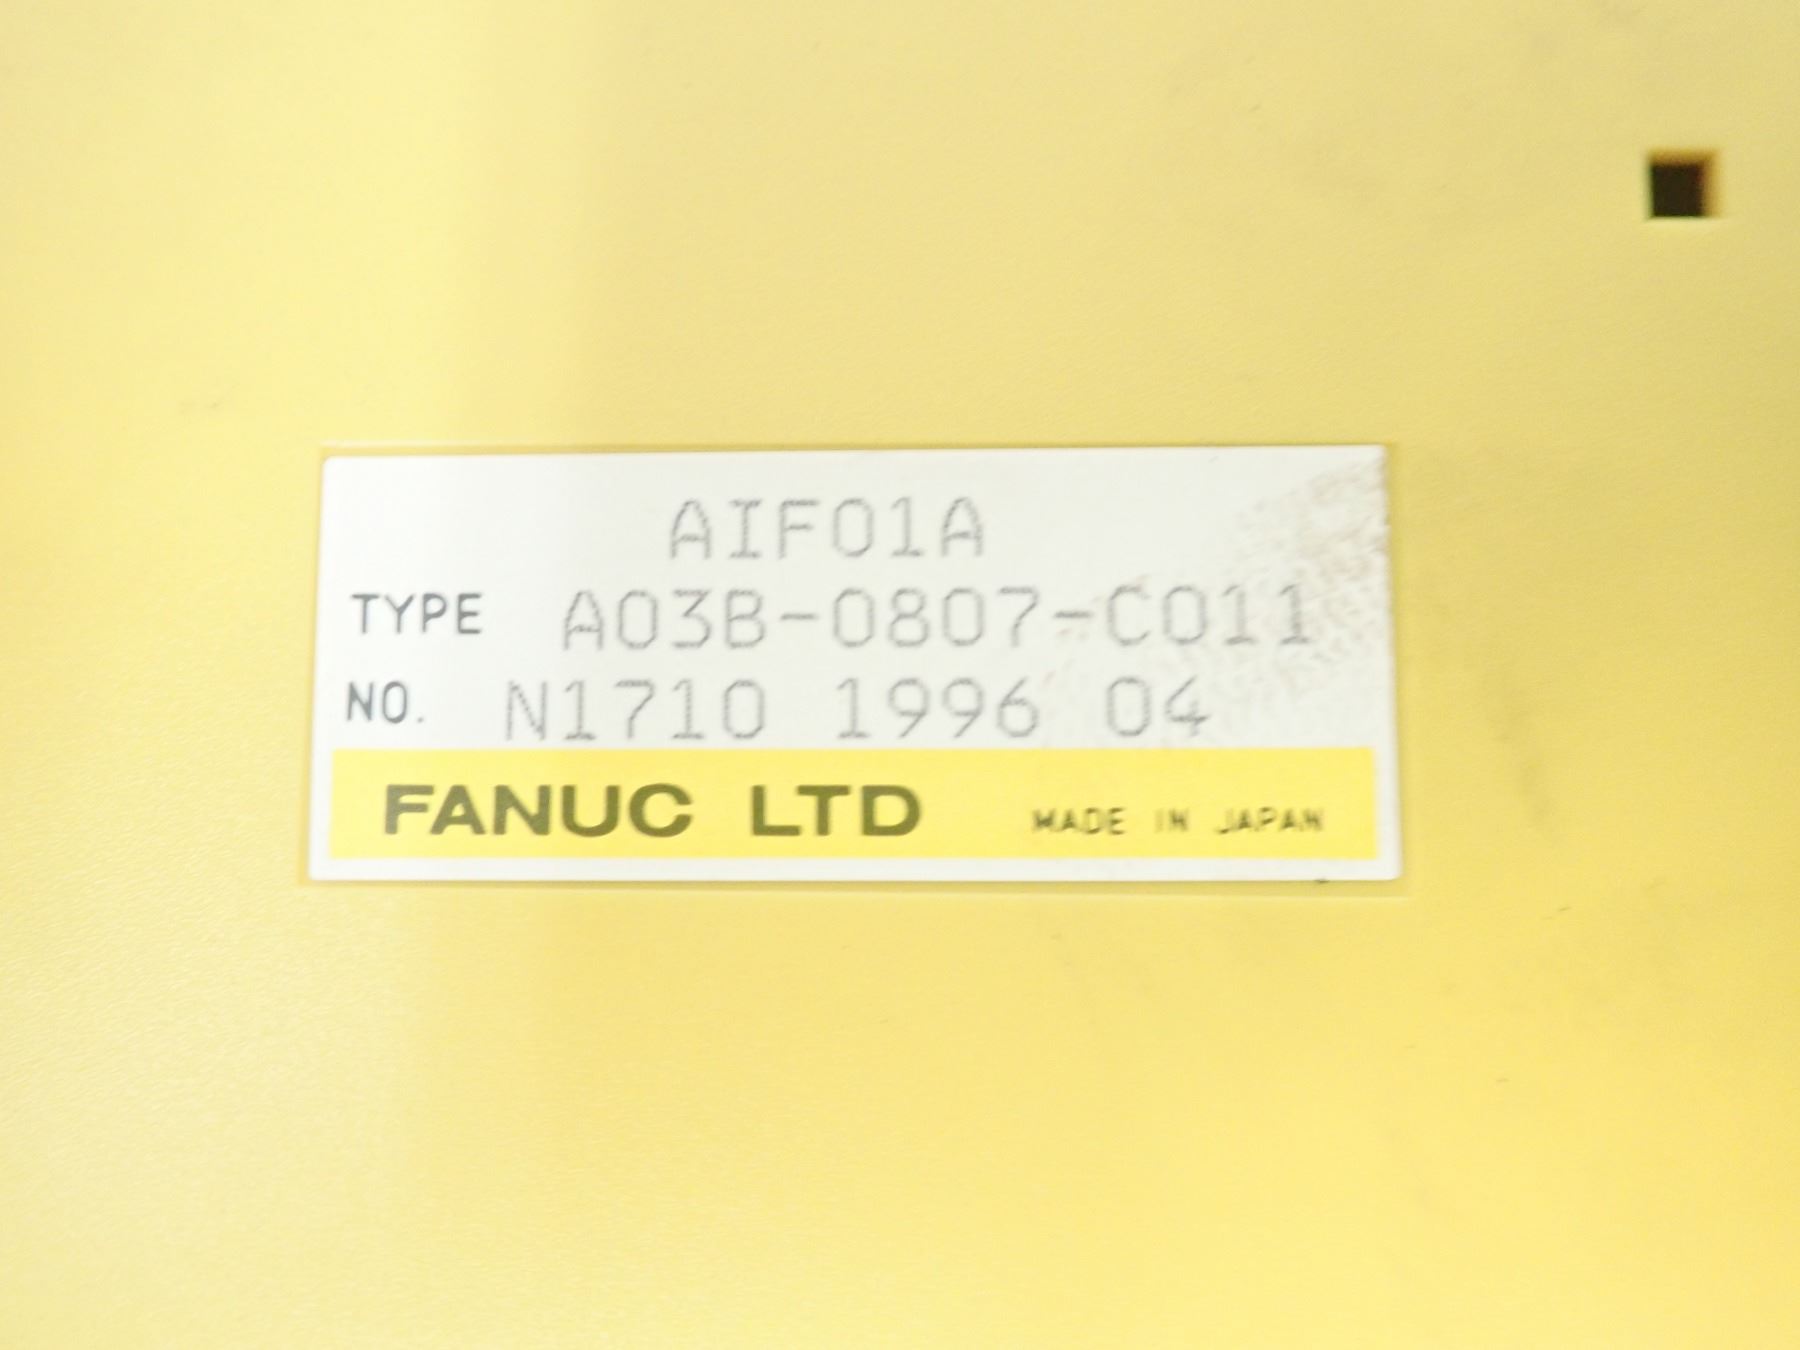 AIF01A
TYPE A03B-0807-C011
NO. N1710 1996 04
FANUC LTD MADE IN JAPAN